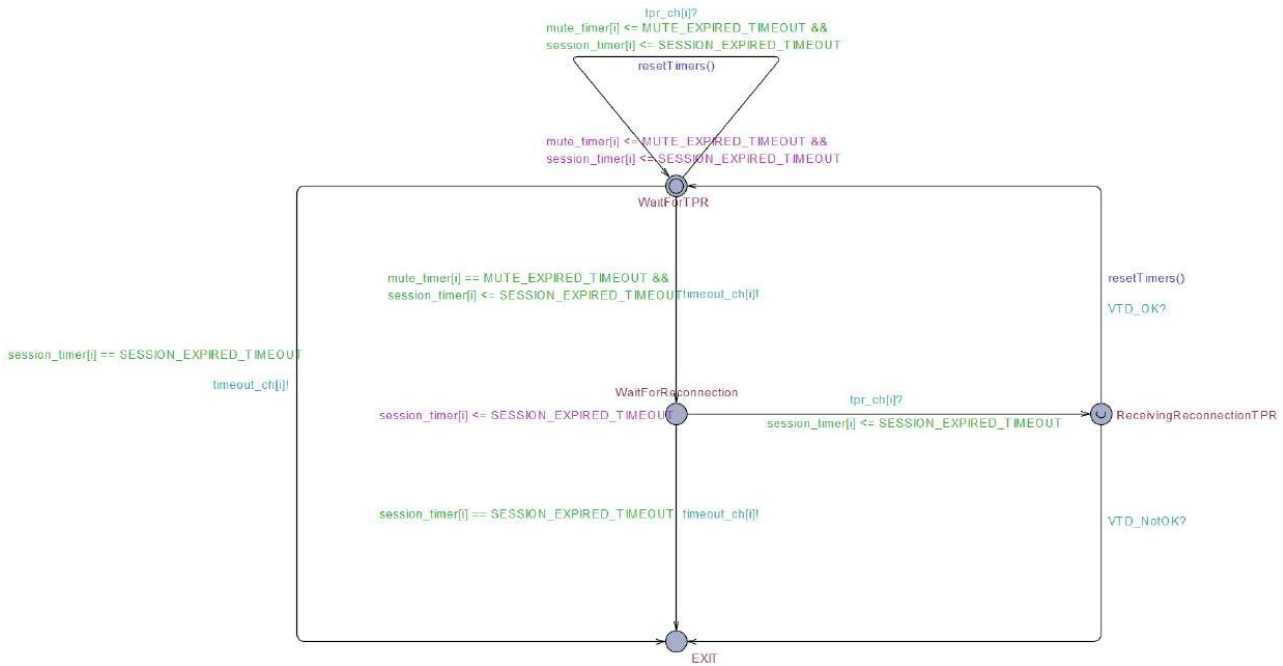 tpr_ch[i]?
mute_timer[i] <= MUTE_EXPIRED_TIMEOUT &&
session_timer[i] <= SESSION_EXPIRED_TIMEOUT
resetTimers()
mute_timer[i] <= MUTE_EXPIRED_TIMEOUT &&
session_timer[i] <= SESSION_EXPIRED_TIMEOUT
WaitForTPR
mute_timer[i] == MUTE_EXPIRED_TIMEOUT &&
session_timer[i] <= SESSION_EXPIRED_TIMEOUT timeout_ch[i]!
resetTimers()
VTD_OK?
session_timer[i] == SESSION_EXPIRED_TIMEOUT
timeout_ch[i]!
WaitForReconnection
tpr_ch[i]?
session_timer[i] <= SESSION_EXPIRED_TIMEOUT
session_timer[i] <= SESSION_EXPIRED_TIMEOUT
ReceivingReconnectionTPR
session_timer[i] == SESSION_EXPIRED_TIMEOUT timeout_ch[i]!
VTD_NotOK?
EXIT